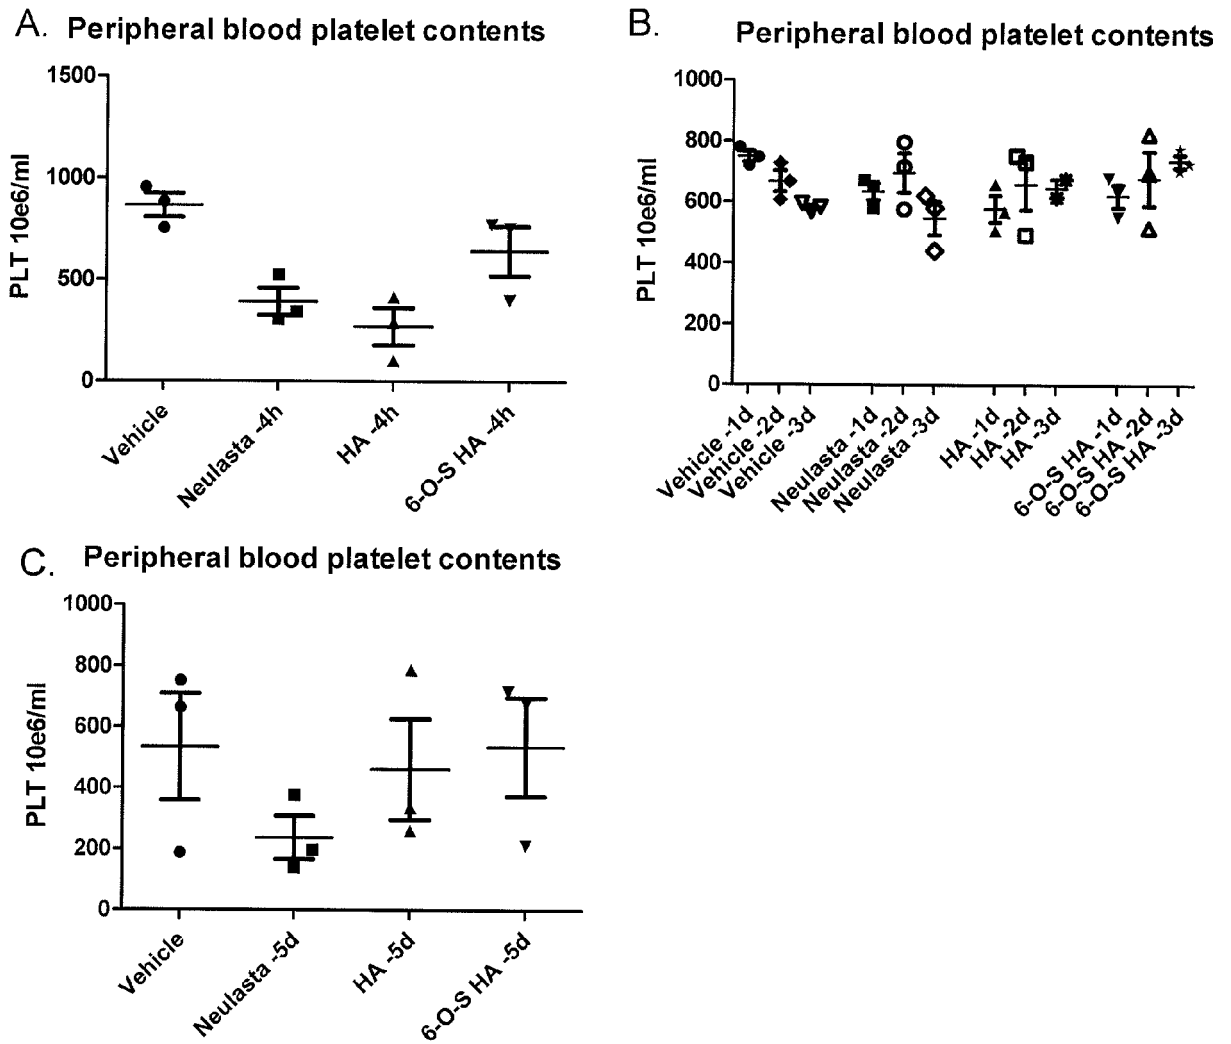 A. Peripheral blood platelet contents
PLT 10e6/ml
1500
1000
500
0
Vehicle
Neulasta -4h
HA -4h
6-O-S HA -4h
B. Peripheral blood platelet contents
PLT 10e6/ml
1000
800
600
400
200
0
Vehicle -1d
Vehicle -2d
Vehicle -3d
Neulasta -1d
Neulasta -2d
Neulasta -3d
HA -1d
HA -2d
HA -3d
6-O-S HA -1d
6-O-S HA -2d
6-O-S HA -3d
C. Peripheral blood platelet contents
PLT 10e6/ml
1000
800
600
400
200
0
Vehicle
Neulasta -5d
HA -5d
6-O-S HA -5d